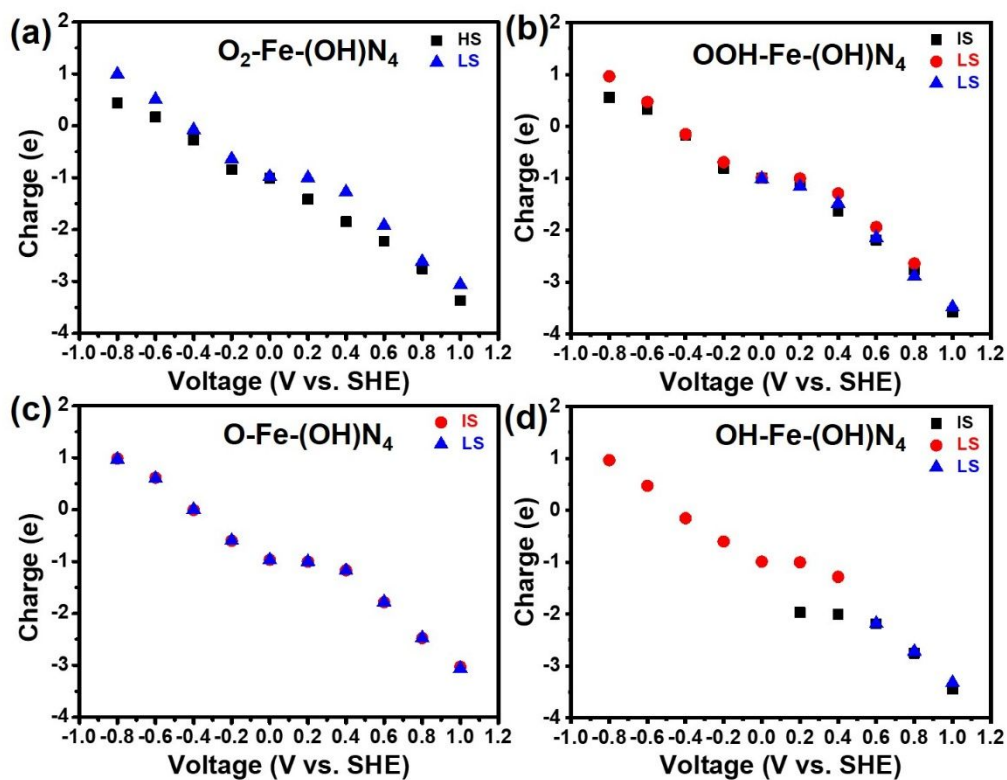 (a)
O₂-Fe-(OH)N₄
HS
LS
2
1
0
-1
-2
-3
-4
Charge (e)
-1.0 -0.8 -0.6 -0.4 -0.2 0.0 0.2 0.4 0.6 0.8 1.0 1.2
Voltage (V vs. SHE)
(b)
OOH-Fe-(OH)N₄
IS
LS
LS
2
1
0
-1
-2
-3
-4
Charge (e)
-1.0 -0.8 -0.6 -0.4 -0.2 0.0 0.2 0.4 0.6 0.8 1.0 1.2
Voltage (V vs. SHE)
(c)
O-Fe-(OH)N₄
IS
LS
2
1
0
-1
-2
-3
-4
Charge (e)
-1.0 -0.8 -0.6 -0.4 -0.2 0.0 0.2 0.4 0.6 0.8 1.0 1.2
Voltage (V vs. SHE)
(d)
OH-Fe-(OH)N₄
IS
LS
LS
2
1
0
-1
-2
-3
-4
Charge (e)
-1.0 -0.8 -0.6 -0.4 -0.2 0.0 0.2 0.4 0.6 0.8 1.0 1.2
Voltage (V vs. SHE)